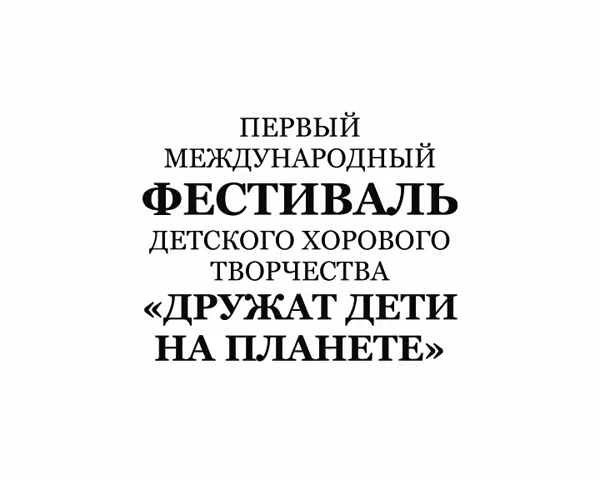 ПЕРВЫЙ
МЕЖДУНАРОДНЫЙ
ФЕСТИВАЛЬ
ДЕТСКОГО ХОРОВОГО
ТВОРЧЕСТВА
«ДРУЖАТ ДЕТИ
НА ПЛАНЕТЕ»